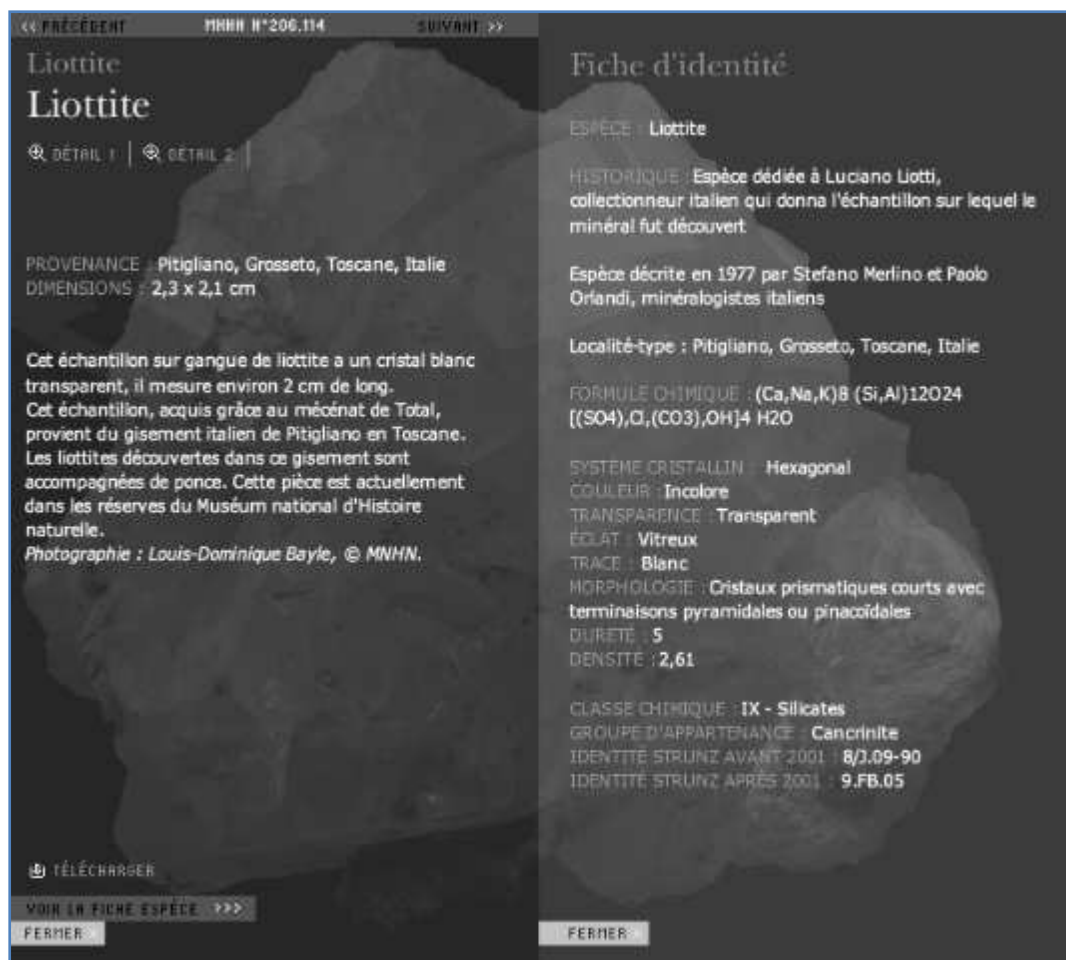 << PRÉCÉDENT MNHN N°206.114 SUIVANT >>
Liottite
Liottite
DÉTAIL 1 | DÉTAIL 2 |
PROVENANCE : Pitigliano, Grosseto, Toscane, Italie
DIMENSIONS : 2,3 x 2,1 cm
Cet échantillon sur gangue de liottite a un cristal blanc
transparent, il mesure environ 2 cm de long.
Cet échantillon, acquis grâce au mécénat de Total,
provient du gisement italien de Pitigliano en Toscane.
Les liottites découvertes dans ce gisement sont
accompagnées de ponce. Cette pièce est actuellement
dans les réserves du Muséum national d'Histoire
naturelle.
Photographie : Louis-Dominique Bayle, © MNHN.
TÉLÉCHARGER
VOIR LA FICHE ESPÈCE >>>
FERMER
Fiche d'identité
ESPÈCE : Liottite
HISTORIQUE : Espèce dédiée à Luciano Liotti,
collectionneur italien qui donna l'échantillon sur lequel le
minéral fut découvert
Espèce décrite en 1977 par Stefano Merlino et Paolo
Orlandi, minéralogistes italiens
Localité-type : Pitigliano, Grosseto, Toscane, Italie
FORMULE CHIMIQUE : (Ca,Na,K)8 (Si,Al)12O24
[(SO4),Cl,(CO3),OH]4 H2O
SYSTÈME CRISTALLIN : Hexagonal
COULEUR : Incolore
TRANSPARENCE : Transparent
ÉCLAT : Vitreux
TRACE : Blanc
MORPHOLOGIE : Cristaux prismatiques courts avec
terminaisons pyramidales ou pinacoïdales
DURETÉ : 5
DENSITÉ : 2,61
CLASSE CHIMIQUE : IX - Silicates
GROUPE D'APPARTENANCE : Cancrinite
IDENTITÉ STRUNZ AVANT 2001 : 8/J.09-90
IDENTITÉ STRUNZ APRÈS 2001 : 9.FB.05
FERMER